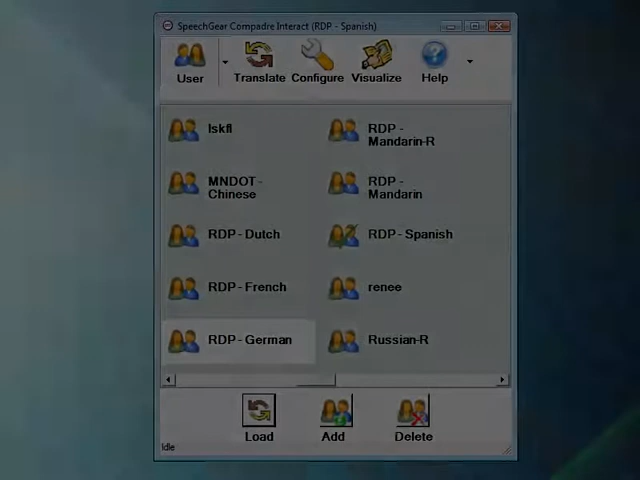 SpeechGear Compadre Interact (RDP - Spanish)
User
Translate
Configure
Visualize
Help
lskfl
RDP -
Mandarin-R
MNDOT -
Chinese
RDP -
Mandarin
RDP - Dutch
RDP - Spanish
RDP - French
renee
RDP - German
Russian-R
Load
Add
Delete
Idle